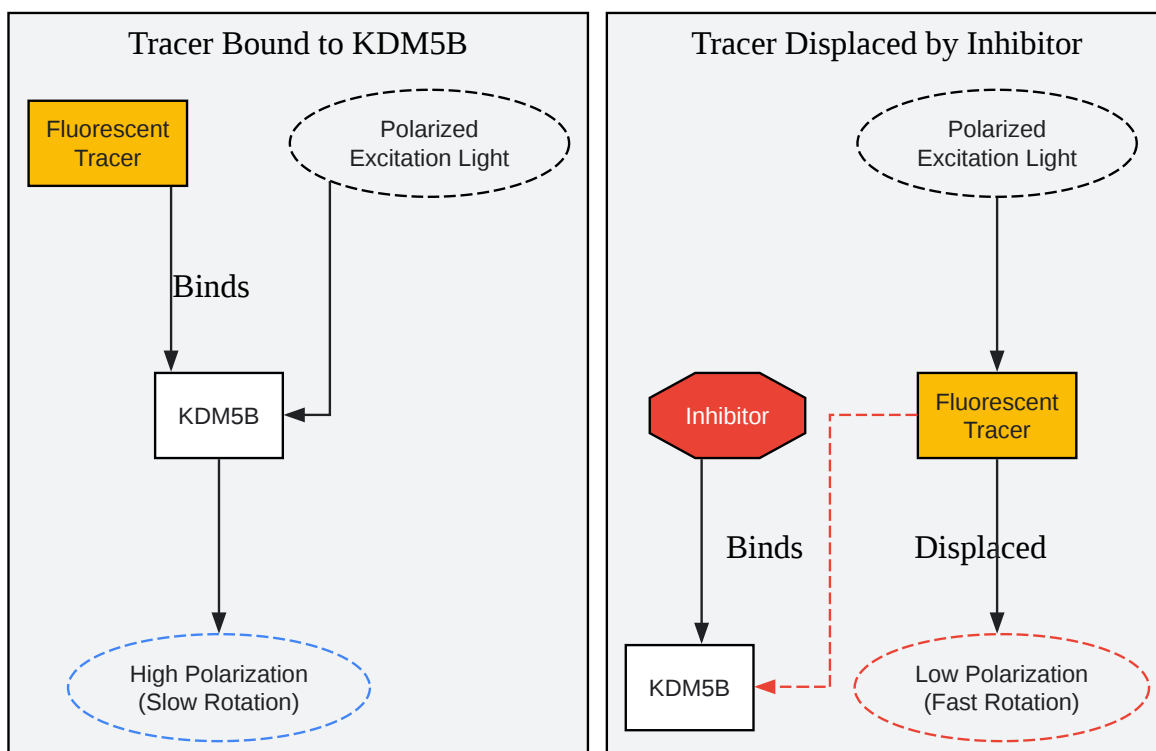 Tracer Bound to KDM5B
Fluorescent
Tracer
Polarized
Excitation Light
Binds
KDM5B
High Polarization
(Slow Rotation)
Tracer Displaced by Inhibitor
Polarized
Excitation Light
Inhibitor
Fluorescent
Tracer
Binds
Displaced
KDM5B
Low Polarization
(Fast Rotation)